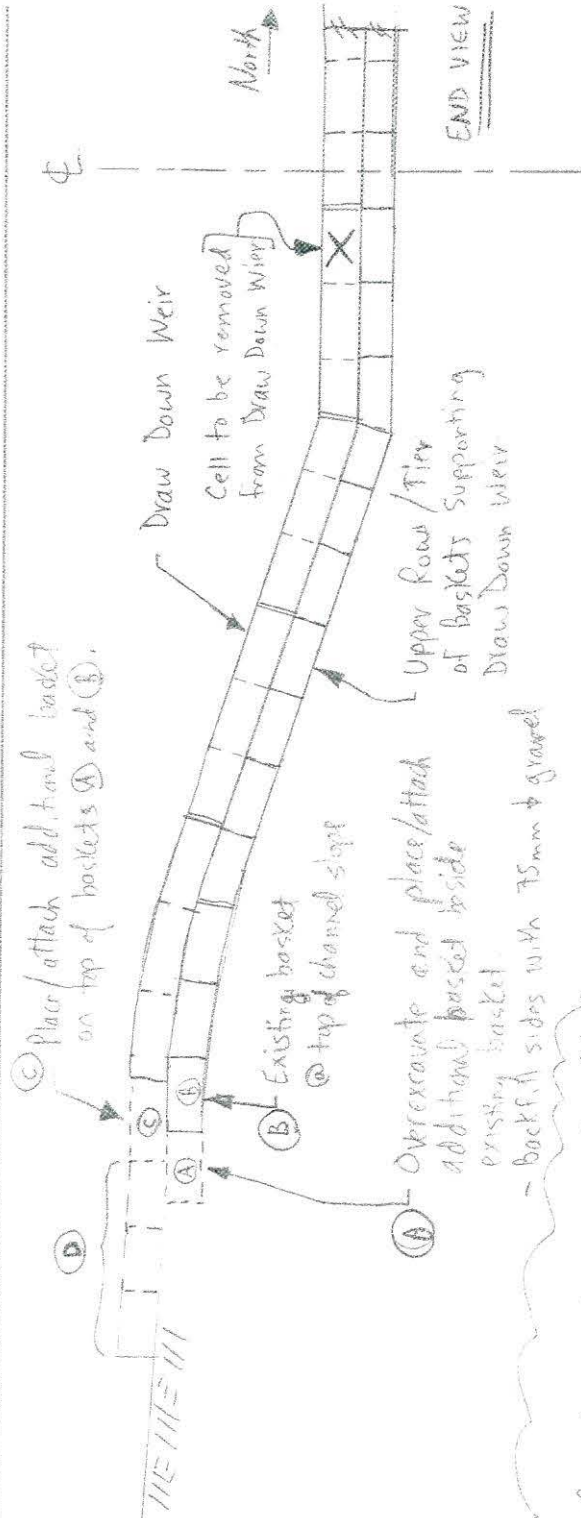 ℄
North
Draw Down Weir
Cell to be removed
from Draw Down Wier
X
END VIEW
Ⓒ Place/attach additional basket
on top of baskets Ⓐ and Ⓑ.
Ⓓ
Ⓒ
Ⓐ
Ⓑ
Ⓑ Existing basket
@ top of channel slope
Upper Row/Tier
of baskets supporting
Draw Down Weir
Ⓐ Overexcavate and place/attach
additional basket beside
existing basket
- backfill sides with 75mm ϕ gravel